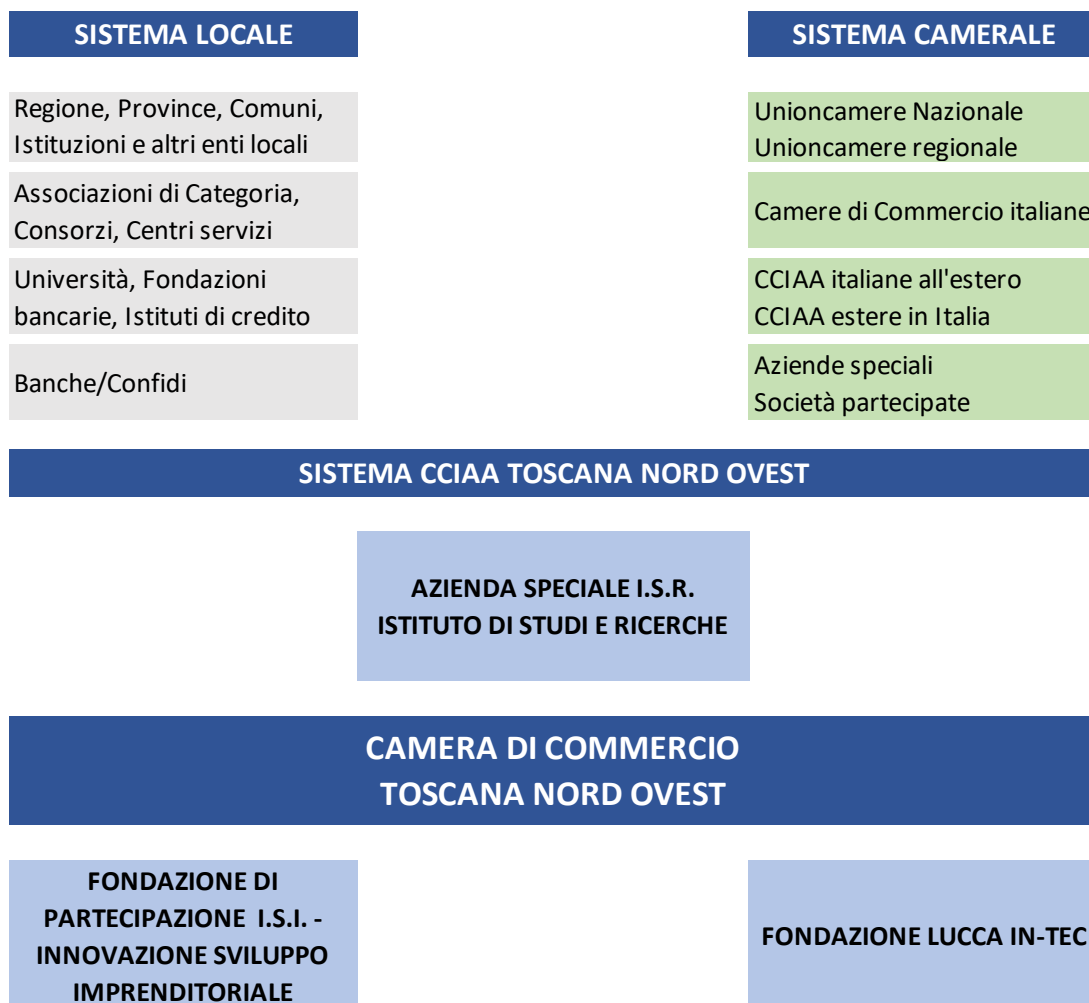 SISTEMA LOCALE
Regione, Province, Comuni,
Istituzioni e altri enti locali
Associazioni di Categoria,
Consorzi, Centri servizi
Università, Fondazioni
bancarie, Istituti di credito
Banche/Confidi
SISTEMA CAMERALE
Unioncamere Nazionale
Unioncamere regionale
Camere di Commercio italiane
CCIAA italiane all'estero
CCIAA estere in Italia
Aziende speciali
Società partecipate
SISTEMA CCIAA TOSCANA NORD OVEST
AZIENDA SPECIALE I.S.R.
ISTITUTO DI STUDI E RICERCHE
CAMERA DI COMMERCIO
TOSCANA NORD OVEST
FONDAZIONE DI
PARTECIPAZIONE I.S.I. -
INNOVAZIONE SVILUPPO
IMPRENDITORIALE
FONDAZIONE LUCCA IN-TEC